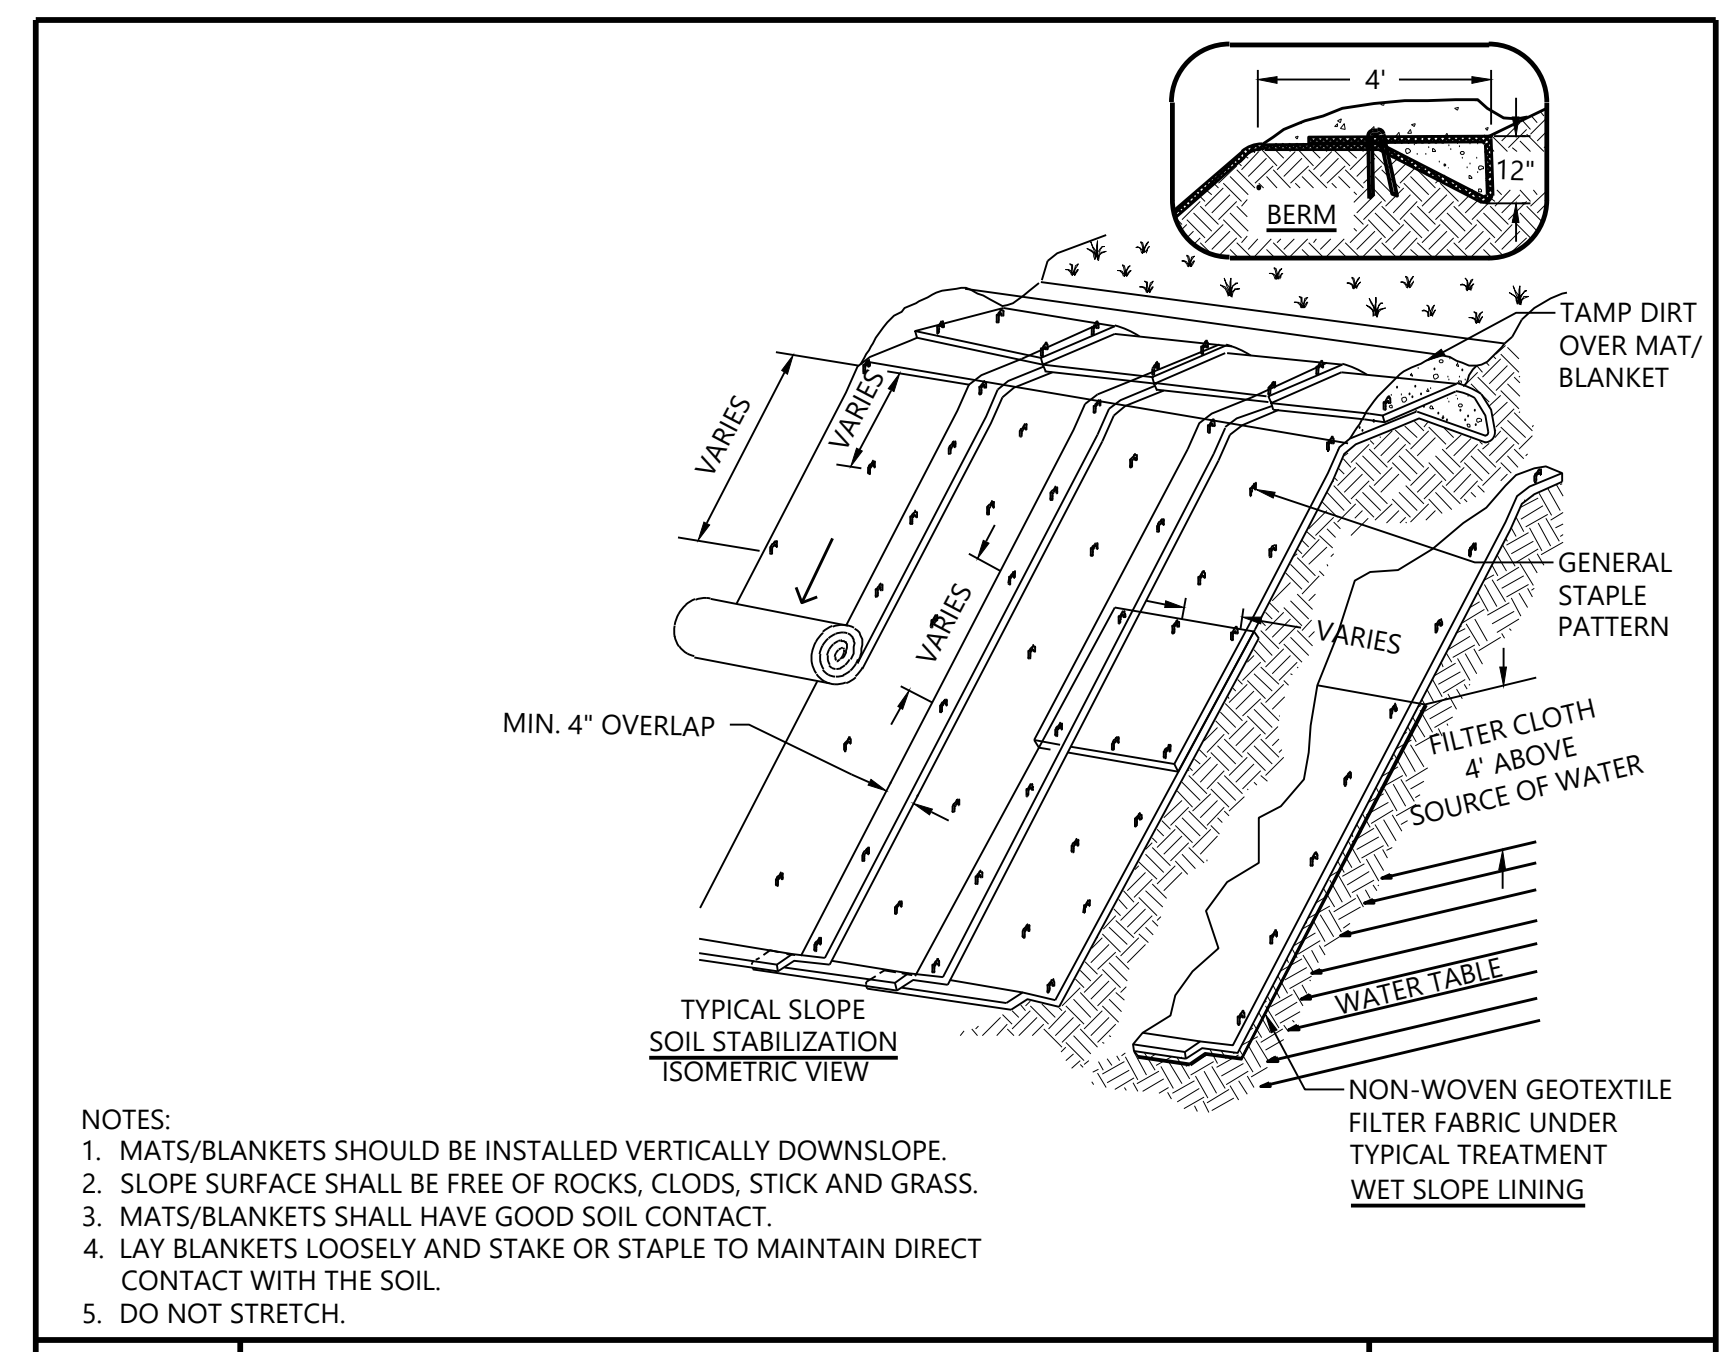 4'
12"
BERM
TAMP DIRT
OVER MAT/
BLANKET
VARIES
VARIES
GENERAL
STAPLE
PATTERN
VARIES
VARIES
MIN. 4" OVERLAP
FILTER CLOTH
4' ABOVE
SOURCE OF WATER
WATER TABLE
TYPICAL SLOPE
SOIL STABILIZATION
ISOMETRIC VIEW
NON-WOVEN GEOTEXTILE
FILTER FABRIC UNDER
TYPICAL TREATMENT
WET SLOPE LINING
NOTES:
1. MATS/BLANKETS SHOULD BE INSTALLED VERTICALLY DOWNSLOPE.
2. SLOPE SURFACE SHALL BE FREE OF ROCKS, CLODS, STICK AND GRASS.
3. MATS/BLANKETS SHALL HAVE GOOD SOIL CONTACT.
4. LAY BLANKETS LOOSELY AND STAKE OR STAPLE TO MAINTAIN DIRECT
CONTACT WITH THE SOIL.
5. DO NOT STRETCH.